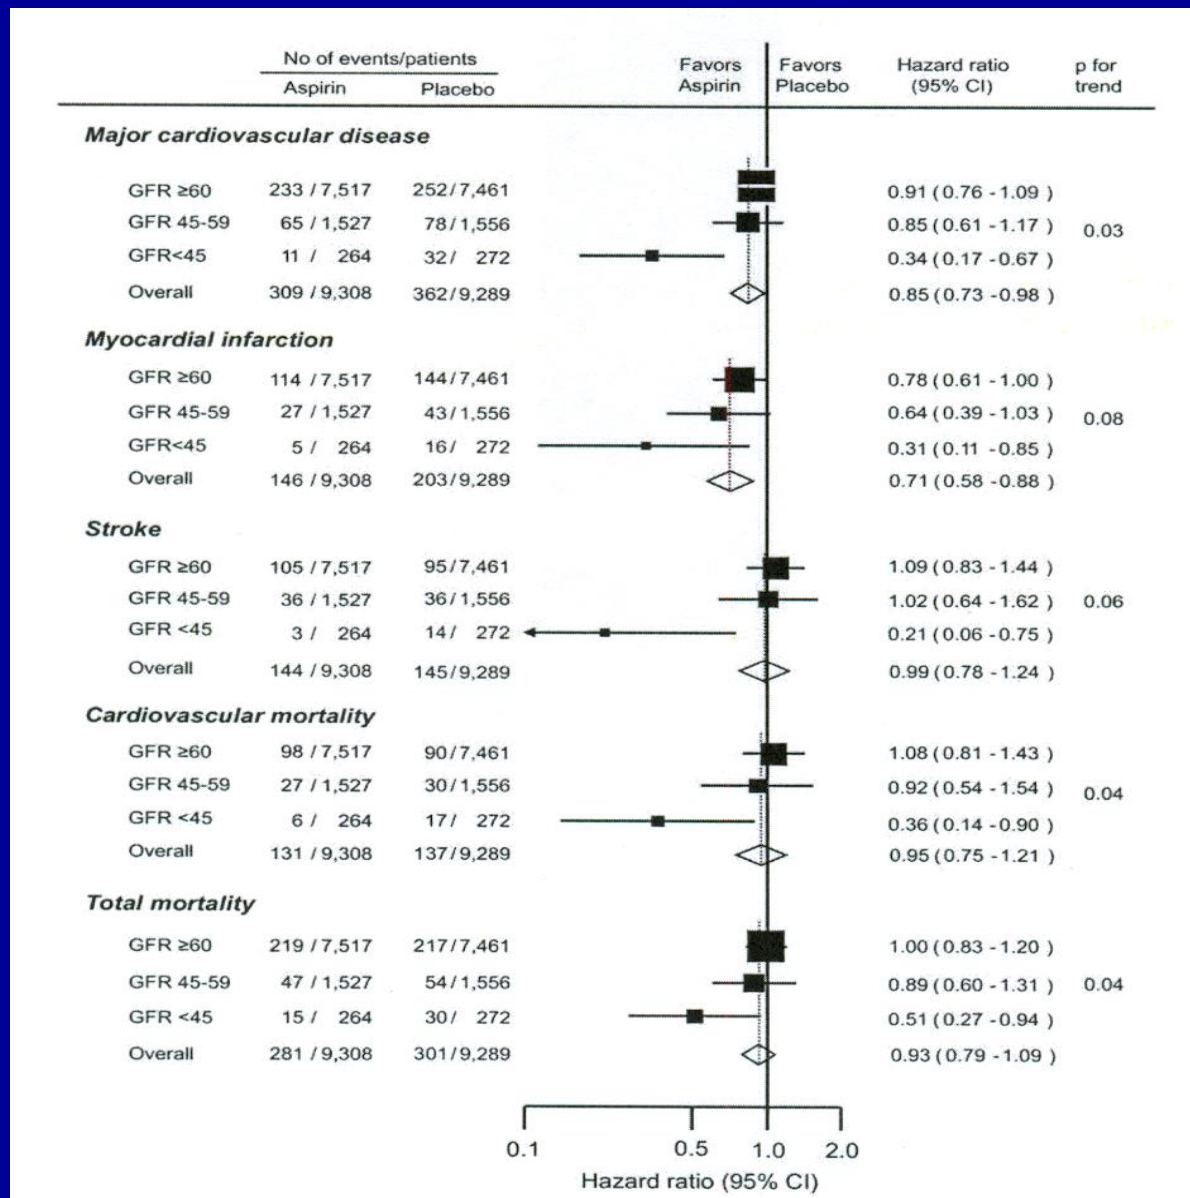 No of events/patients
Aspirin Placebo
Favors Aspirin
Favors Placebo
Hazard ratio (95% CI)
p for trend
Major cardiovascular disease
GFR ≥60 233 / 7,517 252/7,461 0.91 (0.76 -1.09 )
GFR 45-59 65 / 1,527 78/1,556 0.85 (0.61 -1.17 ) 0.03
GFR<45 11 / 264 32/ 272 0.34 (0.17 -0.67 )
Overall 309 / 9,308 362/9,289 0.85 (0.73 -0.98 )
Myocardial infarction
GFR ≥60 114 / 7,517 144/7,461 0.78 (0.61 -1.00 )
GFR 45-59 27 / 1,527 43/1,556 0.64 (0.39 -1.03 ) 0.08
GFR<45 5 / 264 16/ 272 0.31 (0.11 -0.85 )
Overall 146 / 9,308 203/9,289 0.71 (0.58 -0.88 )
Stroke
GFR ≥60 105 / 7,517 95/7,461 1.09 (0.83 -1.44 )
GFR 45-59 36 / 1,527 36/1,556 1.02 (0.64 -1.62 ) 0.06
GFR <45 3 / 264 14/ 272 0.21 (0.06 -0.75 )
Overall 144 / 9,308 145/9,289 0.99 (0.78 -1.24 )
Cardiovascular mortality
GFR ≥60 98 / 7,517 90/7,461 1.08 (0.81 -1.43 )
GFR 45-59 27 / 1,527 30/1,556 0.92 (0.54 -1.54 ) 0.04
GFR <45 6 / 264 17/ 272 0.36 (0.14 -0.90 )
Overall 131 / 9,308 137/9,289 0.95 (0.75 -1.21 )
Total mortality
GFR ≥60 219 / 7,517 217/7,461 1.00 (0.83 -1.20 )
GFR 45-59 47 / 1,527 54/1,556 0.89 (0.60 -1.31 ) 0.04
GFR <45 15 / 264 30/ 272 0.51 (0.27 -0.94 )
Overall 281 / 9,308 301/9,289 0.93 (0.79 -1.09 )
0.1 0.5 1.0 2.0
Hazard ratio (95% CI)